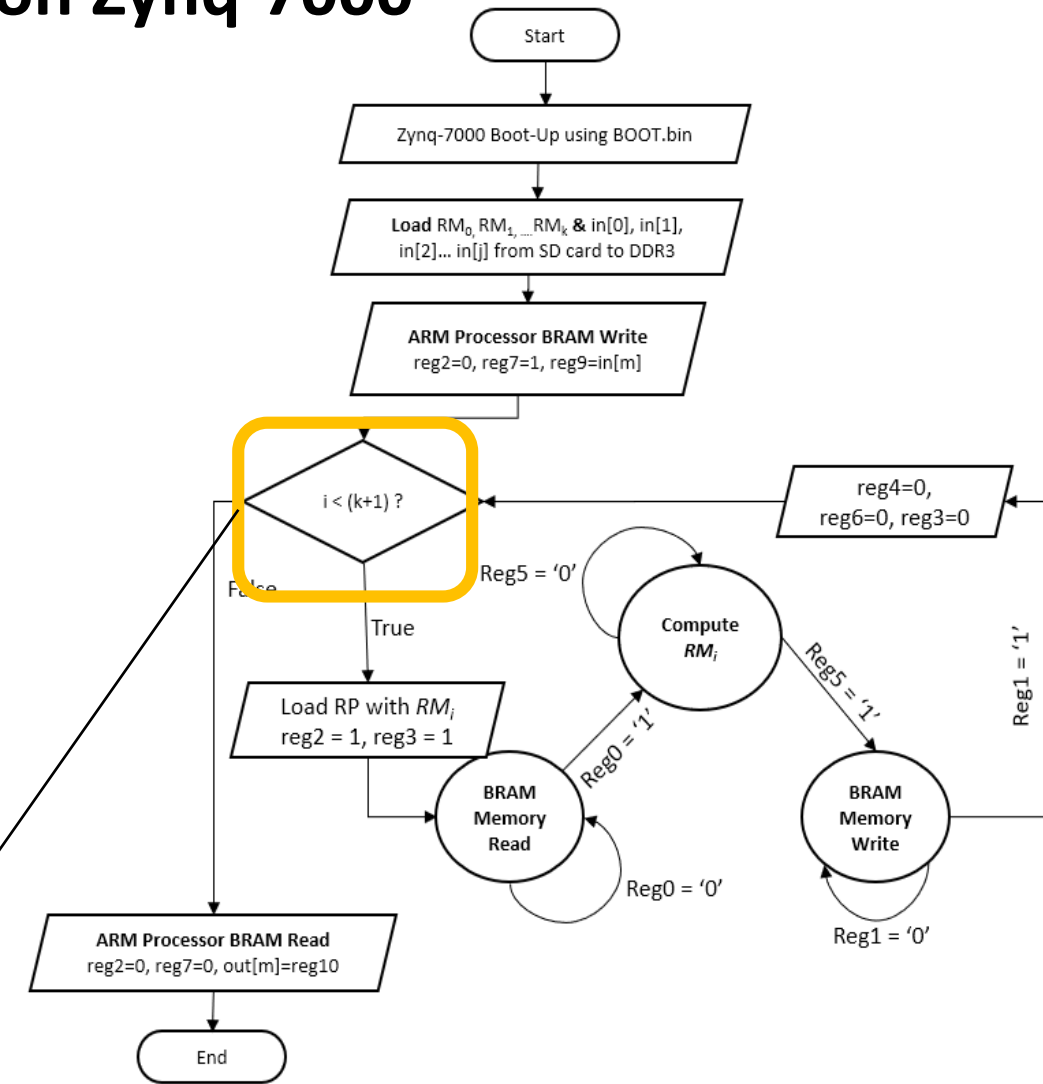 on Zynq-7000
Start
Zynq-7000 Boot-Up using BOOT.bin
Load RM0, RM1, ....RMk & in[0], in[1],
in[2]... in[j] from SD card to DDR3
ARM Processor BRAM Write
reg2=0, reg7=1, reg9=in[m]
i < (k+1) ?
reg4=0,
reg6=0, reg3=0
False
True
Reg5 = ‘0’
Compute
RMi
Reg5 = ‘1’
Reg1 = ‘1’
Load RP with RMi
reg2 = 1, reg3 = 1
Reg0 = ‘1’
BRAM
Memory
Read
BRAM
Memory
Write
Reg0 = ‘0’
Reg1 = ‘0’
ARM Processor BRAM Read
reg2=0, reg7=0, out[m]=reg10
End